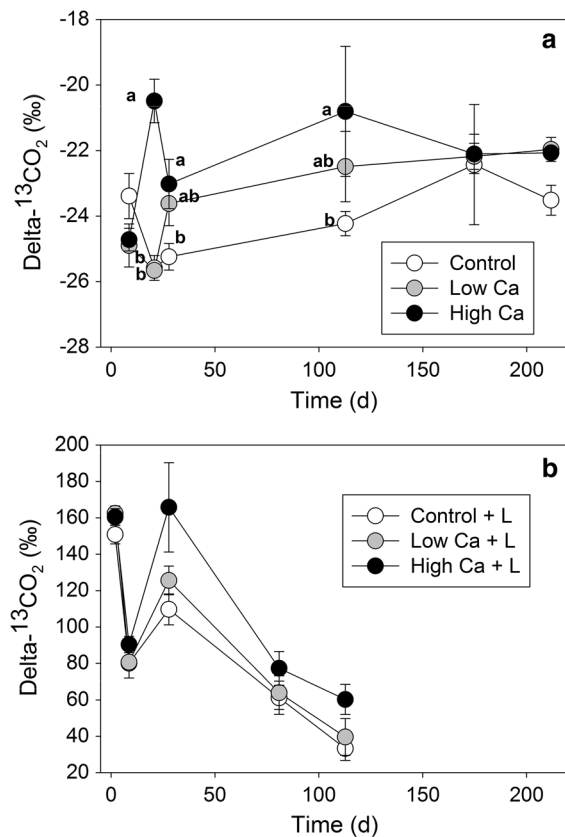 -18
a
-20
a
-22
a
a
ab
ab
-24
b
b
b
b
-26
-28
Delta-¹³CO₂ (‰)
Control
Low Ca
High Ca
0
50
100
150
200
Time (d)
200
b
180
160
140
120
100
80
60
40
20
Delta-¹³CO₂ (‰)
Control + L
Low Ca + L
High Ca + L
0
50
100
150
200
Time (d)